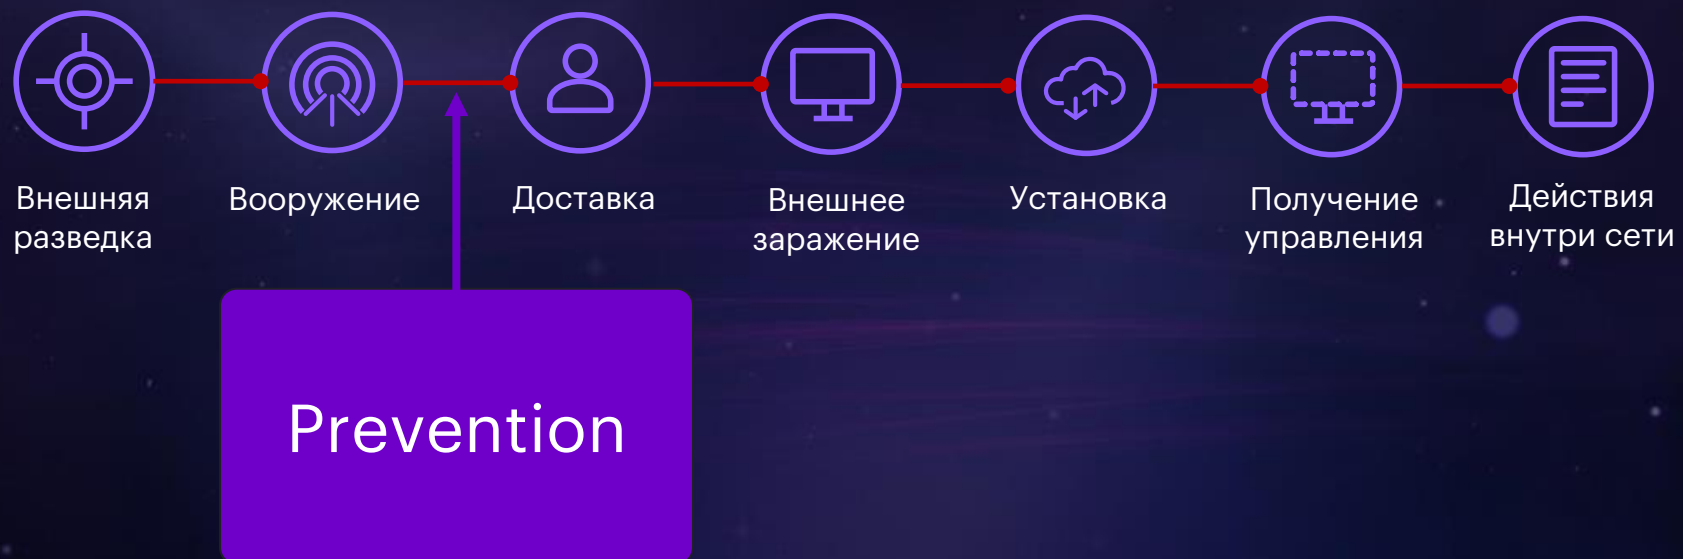 Внешняя
разведка
Вооружение
Доставка
Внешнее
заражение
Установка
Получение
управления
Действия
внутри сети
Prevention